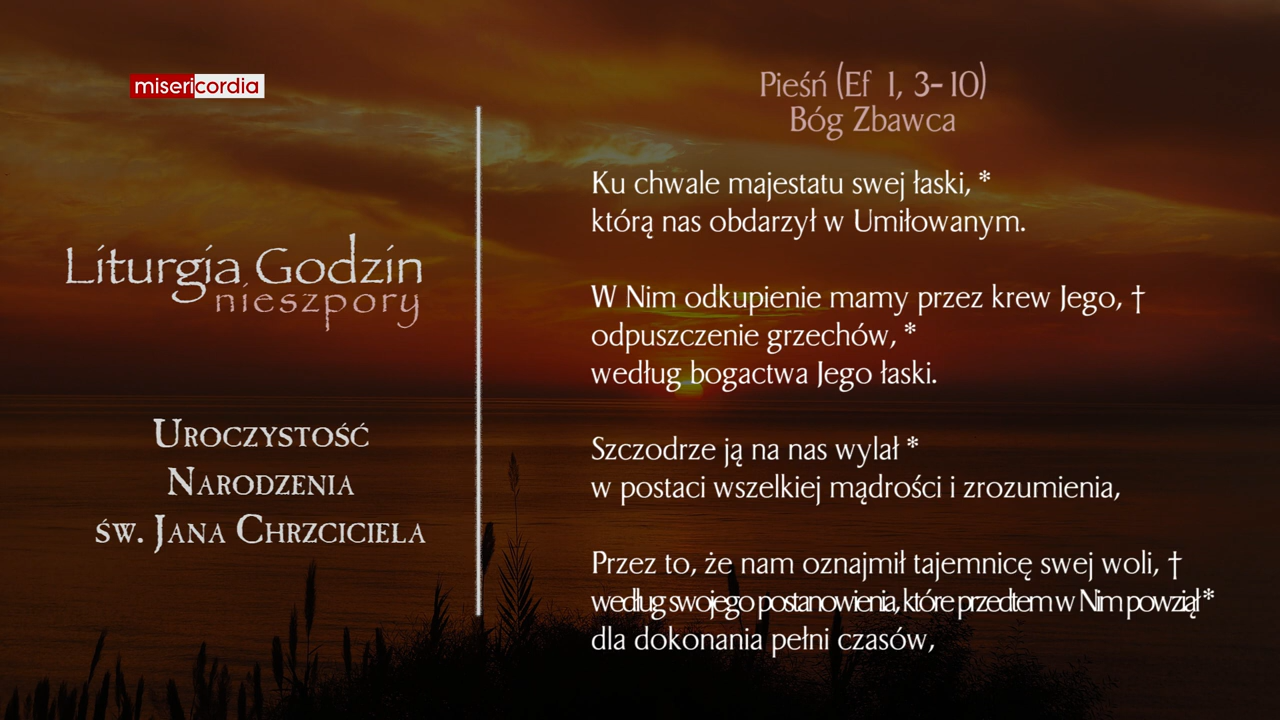 misericordia
Liturgia Godzin
nieszpory
Uroczystość
Narodzenia
św. Jana Chrzciciela
Pieśń (Ef 1, 3-10)
Bóg Zbawca
Ku chwale majestatu swej łaski, *
którą nas obdarzył w Umiłowanym.
W Nim odkupienie mamy przez krew Jego, †
odpuszczenie grzechów, *
według bogactwa Jego łaski.
Szczodrze ją na nas wylał *
w postaci wszelkiej mądrości i zrozumienia,
Przez to, że nam oznajmił tajemnicę swej woli, †
według swojego postanowienia, które przedtem w Nim powziął *
dla dokonania pełni czasów,